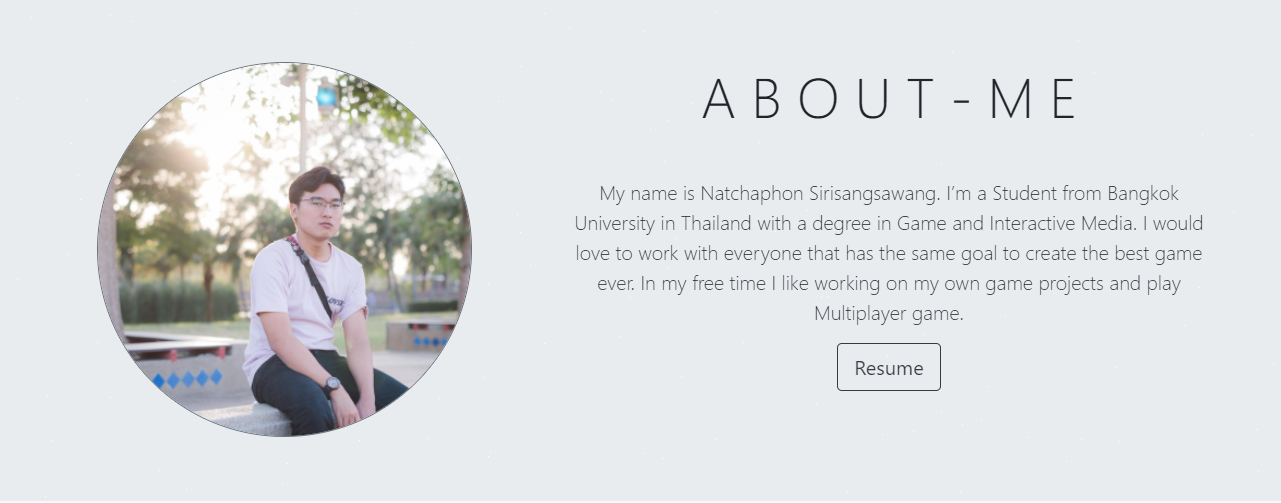 ABOUT-ME
My name is Natchaphon Sirisangsawang. I’m a Student from Bangkok
University in Thailand with a degree in Game and Interactive Media. I would
love to work with everyone that has the same goal to create the best game
ever. In my free time I like working on my own game projects and play
Multiplayer game.
Resume